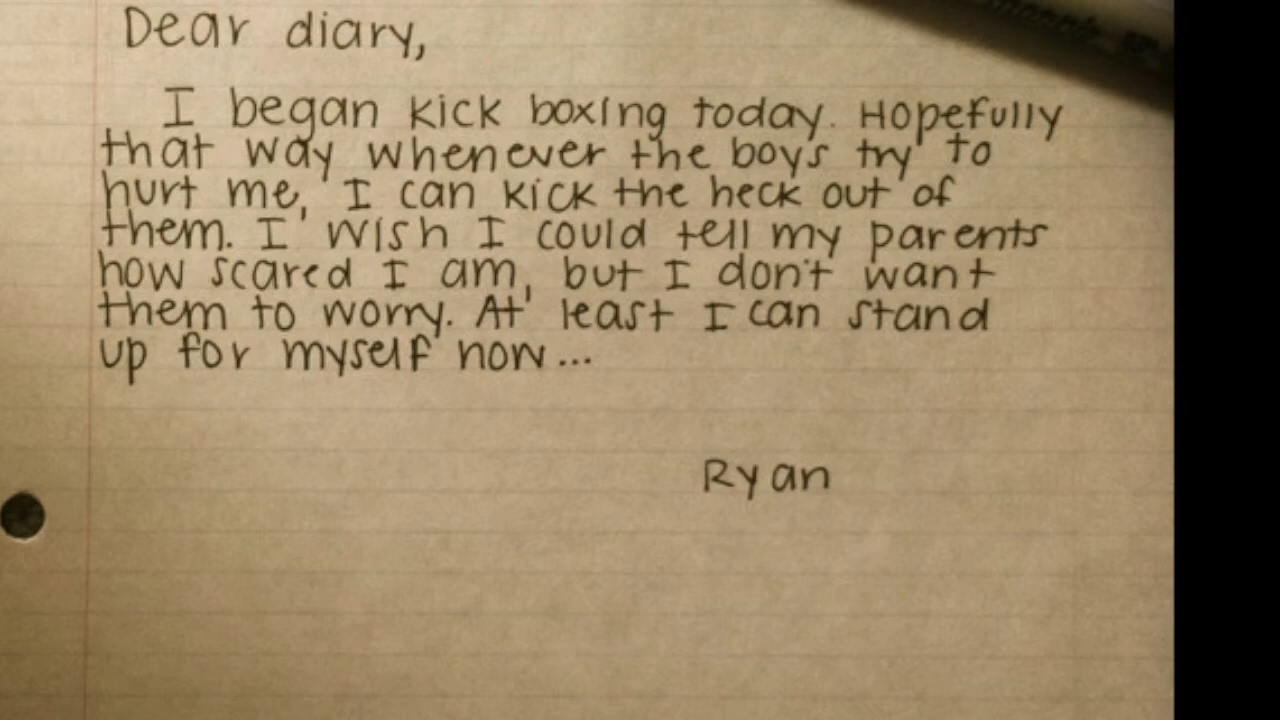 Dear diary,
I began kick boxing today. Hopefully
that way whenever the boys try to
hurt me, I can kick the heck out of
them. I wish I could tell my parents
how scared I am, but I don't want
them to worry. At least I can stand
up for myself now...
Ryan